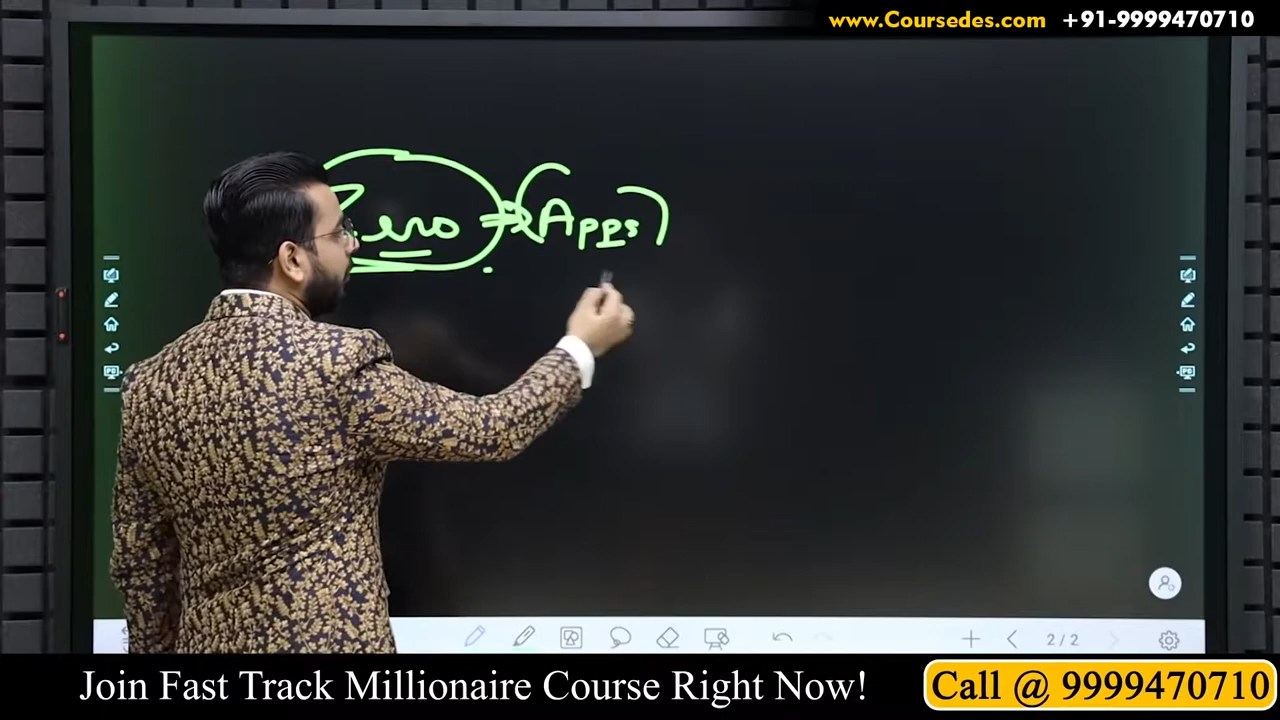 www.Coursedes.com +91-9999470710
Zero ⇒ (Apps)
2/2
Join Fast Track Millionaire Course Right Now!
Call @ 9999470710